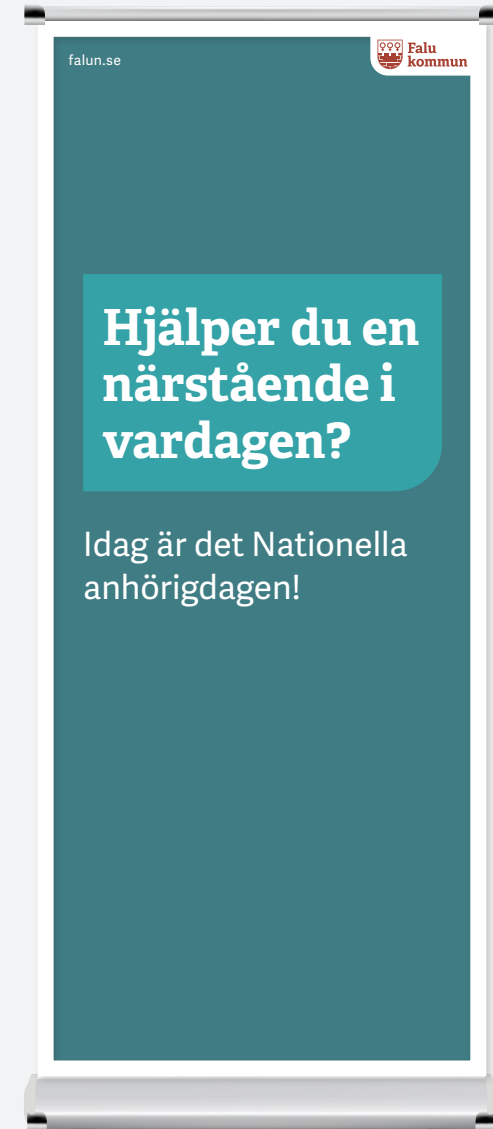 falun.se
Falu
kommun
Hjälper du en
närstående i
vardagen?
Idag är det Nationella
anhörigdagen!